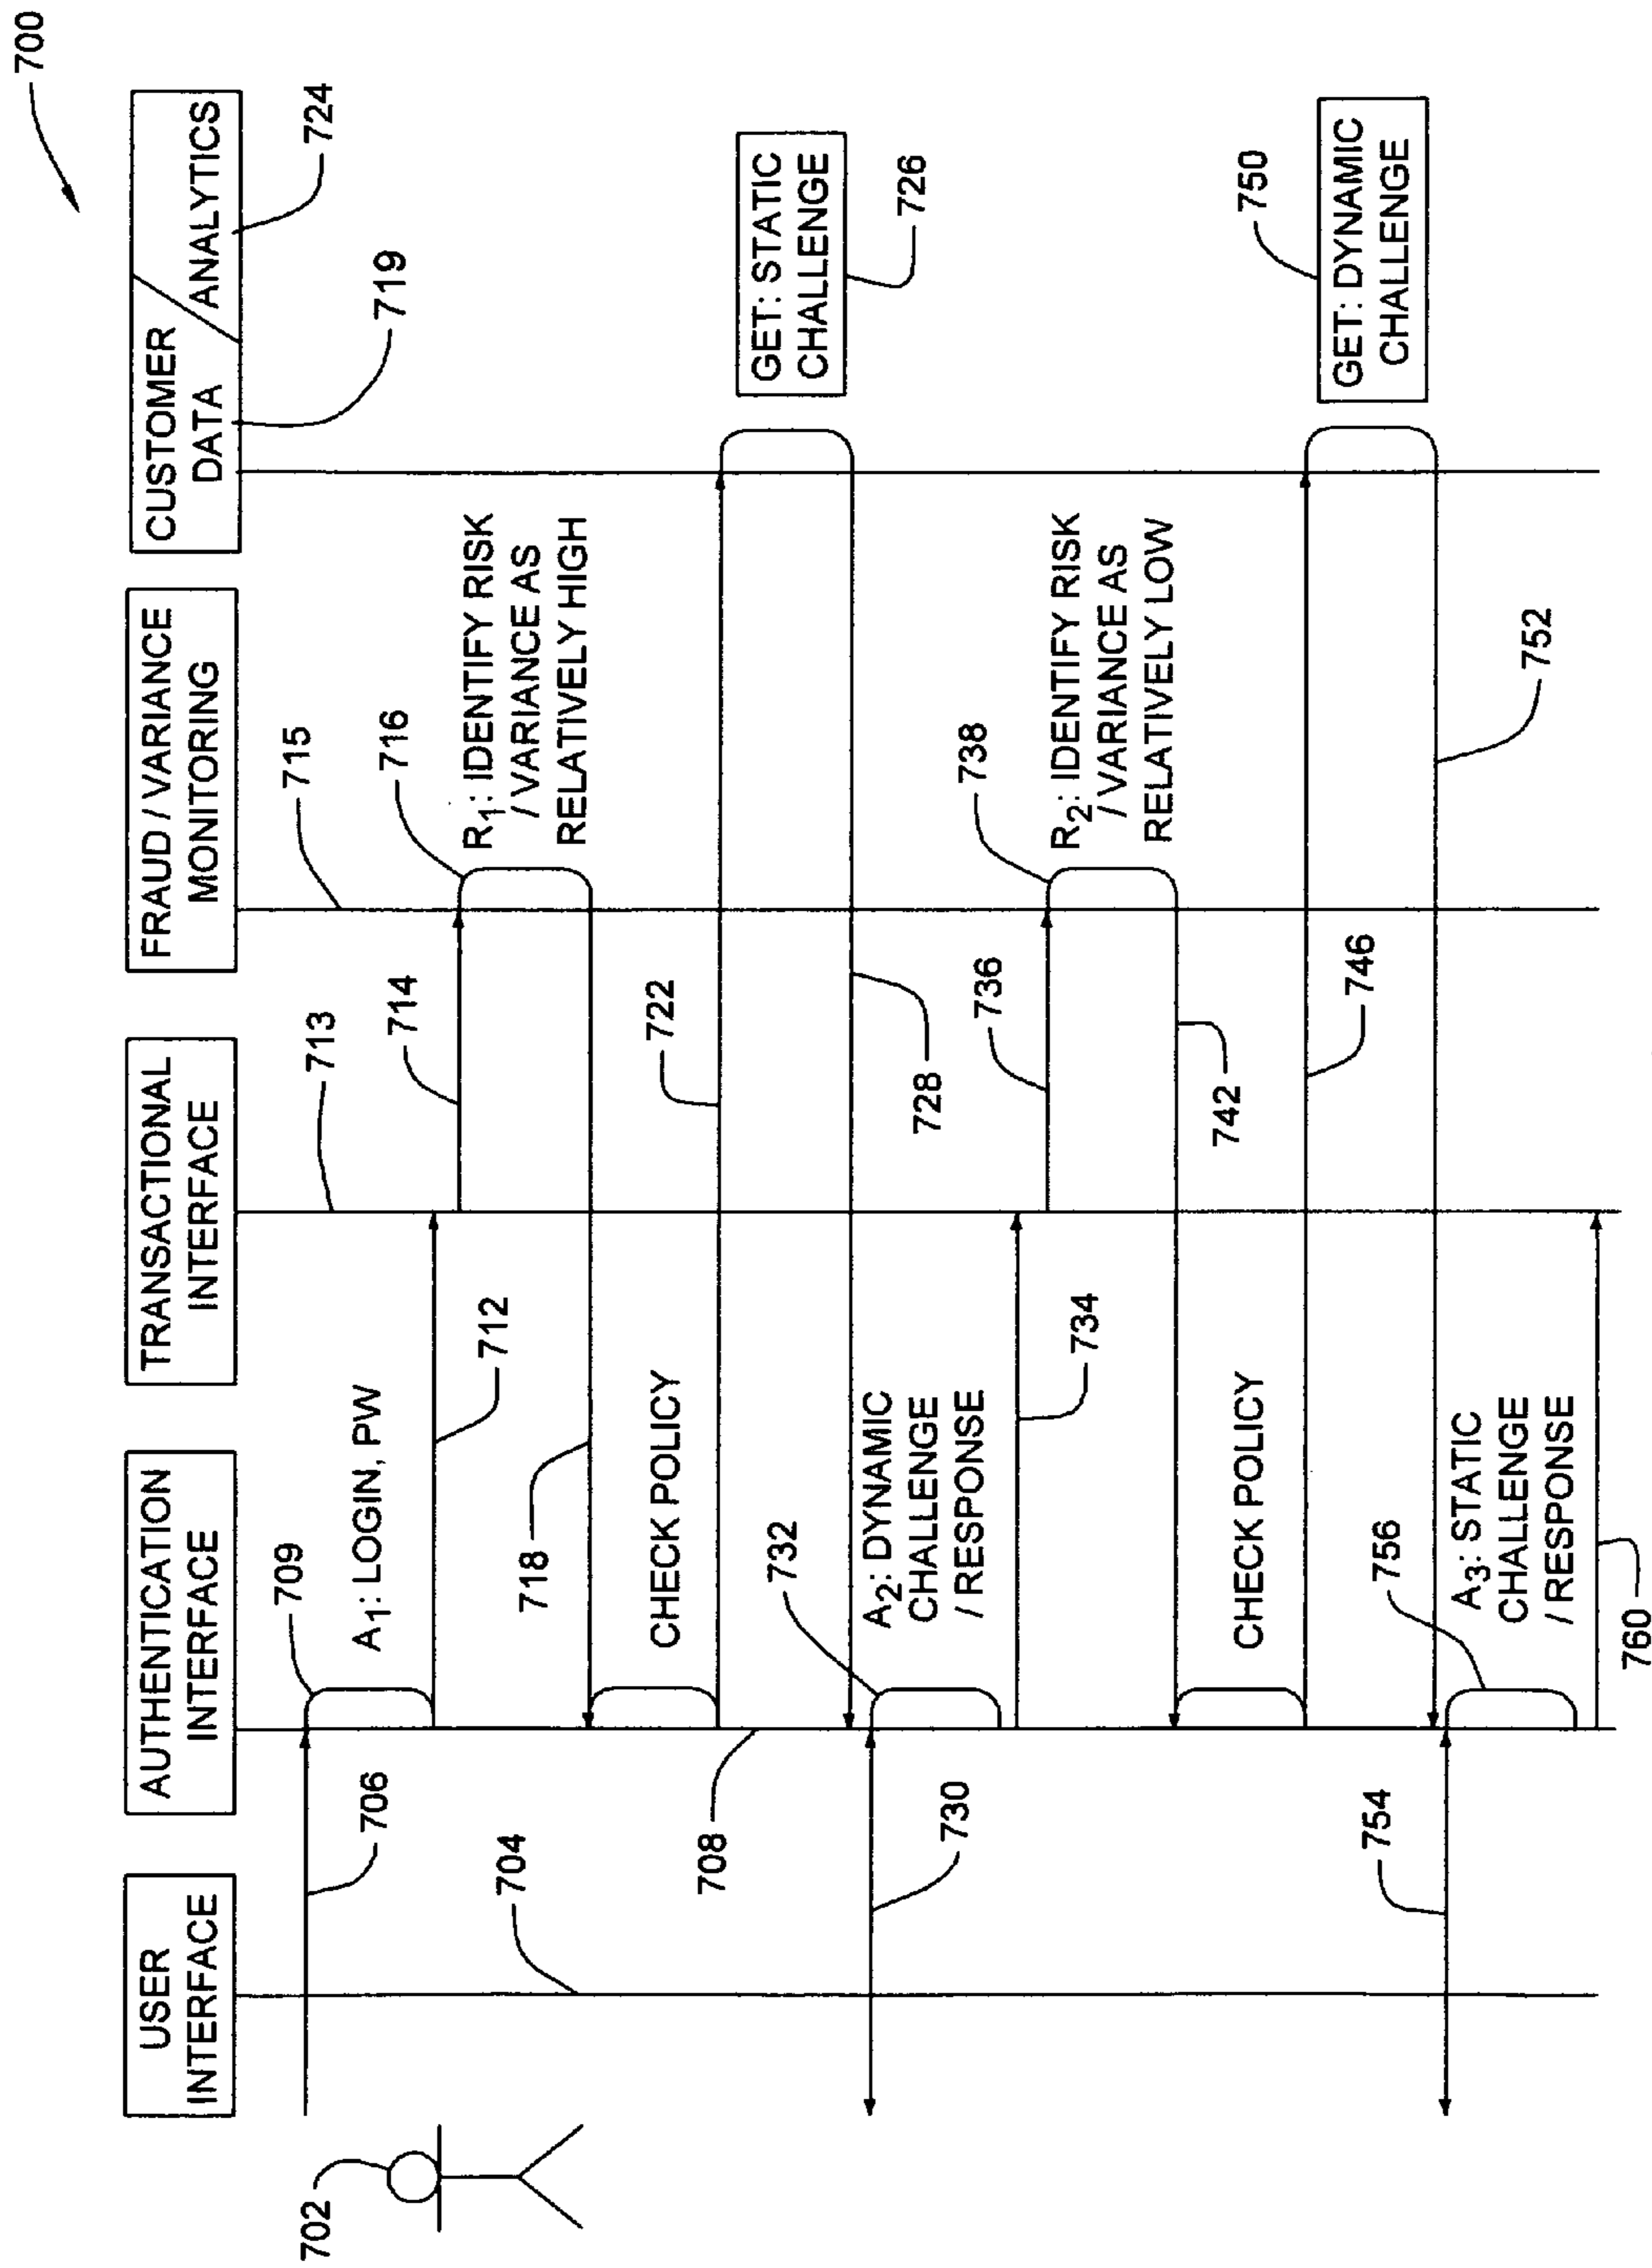 700
USER
INTERFACE
AUTHENTICATION
INTERFACE
TRANSACTIONAL
INTERFACE
FRAUD / VARIANCE
MONITORING
CUSTOMER
DATA
ANALYTICS
702
704
706
708
709
A1: LOGIN, PW
712
713
714
715
716
R1: IDENTIFY RISK
/ VARIANCE AS
RELATIVELY HIGH
719
724
718
CHECK POLICY
722
GET: STATIC
CHALLENGE
726
728
730
732
A2: DYNAMIC
CHALLENGE
/ RESPONSE
734
736
738
R2: IDENTIFY RISK
/ VARIANCE AS
RELATIVELY LOW
742
CHECK POLICY
746
750
GET: DYNAMIC
CHALLENGE
752
754
756
A3: STATIC
CHALLENGE
/ RESPONSE
760